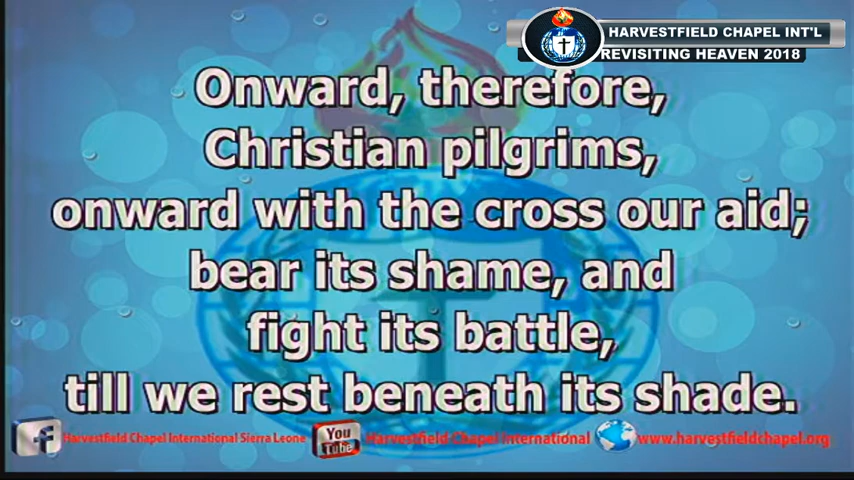 HARVESTFIELD CHAPEL INT'L
REVISITING HEAVEN 2018
Onward, therefore,
Christian pilgrims,
onward with the cross our aid;
bear its shame, and
fight its battle,
till we rest beneath its shade.
f Harvestfield Chapel International Sierra Leone You Tube Harvestfield Chapel International www.harvestfieldchapel.org